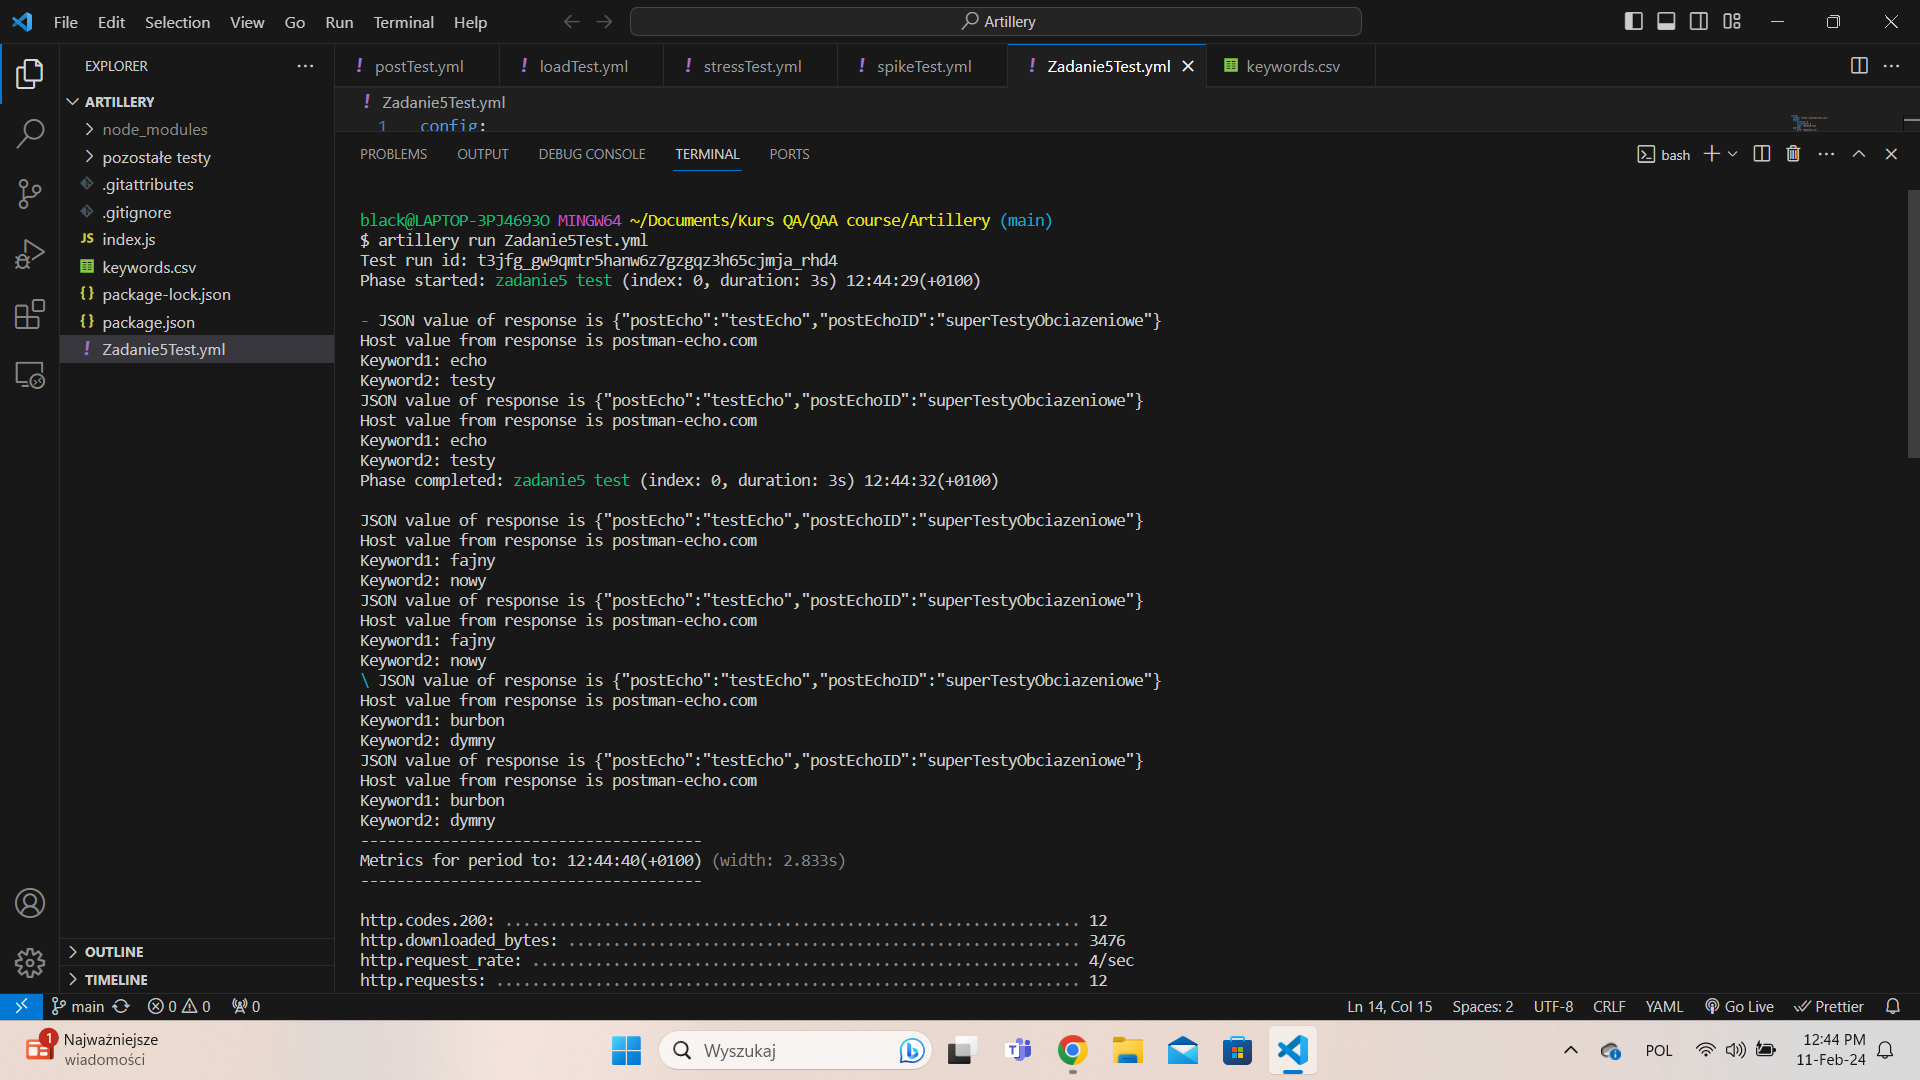 File Edit Selection View Go Run Terminal Help
Artillery
EXPLORER
ARTILLERY
node_modules
pozostałe testy
.gitattributes
.gitignore
JS index.js
keywords.csv
{} package-lock.json
{} package.json
! Zadanie5Test.yml
OUTLINE
TIMELINE
! postTest.yml
! loadTest.yml
! stressTest.yml
! spikeTest.yml
! Zadanie5Test.yml
keywords.csv
! Zadanie5Test.yml
1 config:
PROBLEMS OUTPUT DEBUG CONSOLE TERMINAL PORTS
bash
black@LAPTOP-3PJ4693O MINGW64 ~/Documents/Kurs QA/QAA course/Artillery (main)
$ artillery run Zadanie5Test.yml
Test run id: t3jfg_gw9qmtr5hanw6z7gzgqz3h65cjmja_rhd4
Phase started: zadanie5 test (index: 0, duration: 3s) 12:44:29(+0100)
- JSON value of response is {"postEcho":"testEcho","postEchoID":"superTestyObciazeniowe"}
Host value from response is postman-echo.com
Keyword1: echo
Keyword2: testy
JSON value of response is {"postEcho":"testEcho","postEchoID":"superTestyObciazeniowe"}
Host value from response is postman-echo.com
Keyword1: echo
Keyword2: testy
Phase completed: zadanie5 test (index: 0, duration: 3s) 12:44:32(+0100)
JSON value of response is {"postEcho":"testEcho","postEchoID":"superTestyObciazeniowe"}
Host value from response is postman-echo.com
Keyword1: fajny
Keyword2: nowy
JSON value of response is {"postEcho":"testEcho","postEchoID":"superTestyObciazeniowe"}
Host value from response is postman-echo.com
Keyword1: fajny
Keyword2: nowy
\ JSON value of response is {"postEcho":"testEcho","postEchoID":"superTestyObciazeniowe"}
Host value from response is postman-echo.com
Keyword1: burbon
Keyword2: dymny
JSON value of response is {"postEcho":"testEcho","postEchoID":"superTestyObciazeniowe"}
Host value from response is postman-echo.com
Keyword1: burbon
Keyword2: dymny
--------------------------------------
Metrics for period to: 12:44:40(+0100) (width: 2.833s)
--------------------------------------
http.codes.200: ................................................................ 12
http.downloaded_bytes: ......................................................... 3476
http.request_rate: ............................................................. 4/sec
http.requests: ................................................................. 12
main 0 0 0
Ln 14, Col 15 Spaces: 2 UTF-8 CRLF YAML Go Live Prettier
1 Najważniejsze
wiadomości
Wyszukaj
POL
12:44 PM
11-Feb-24